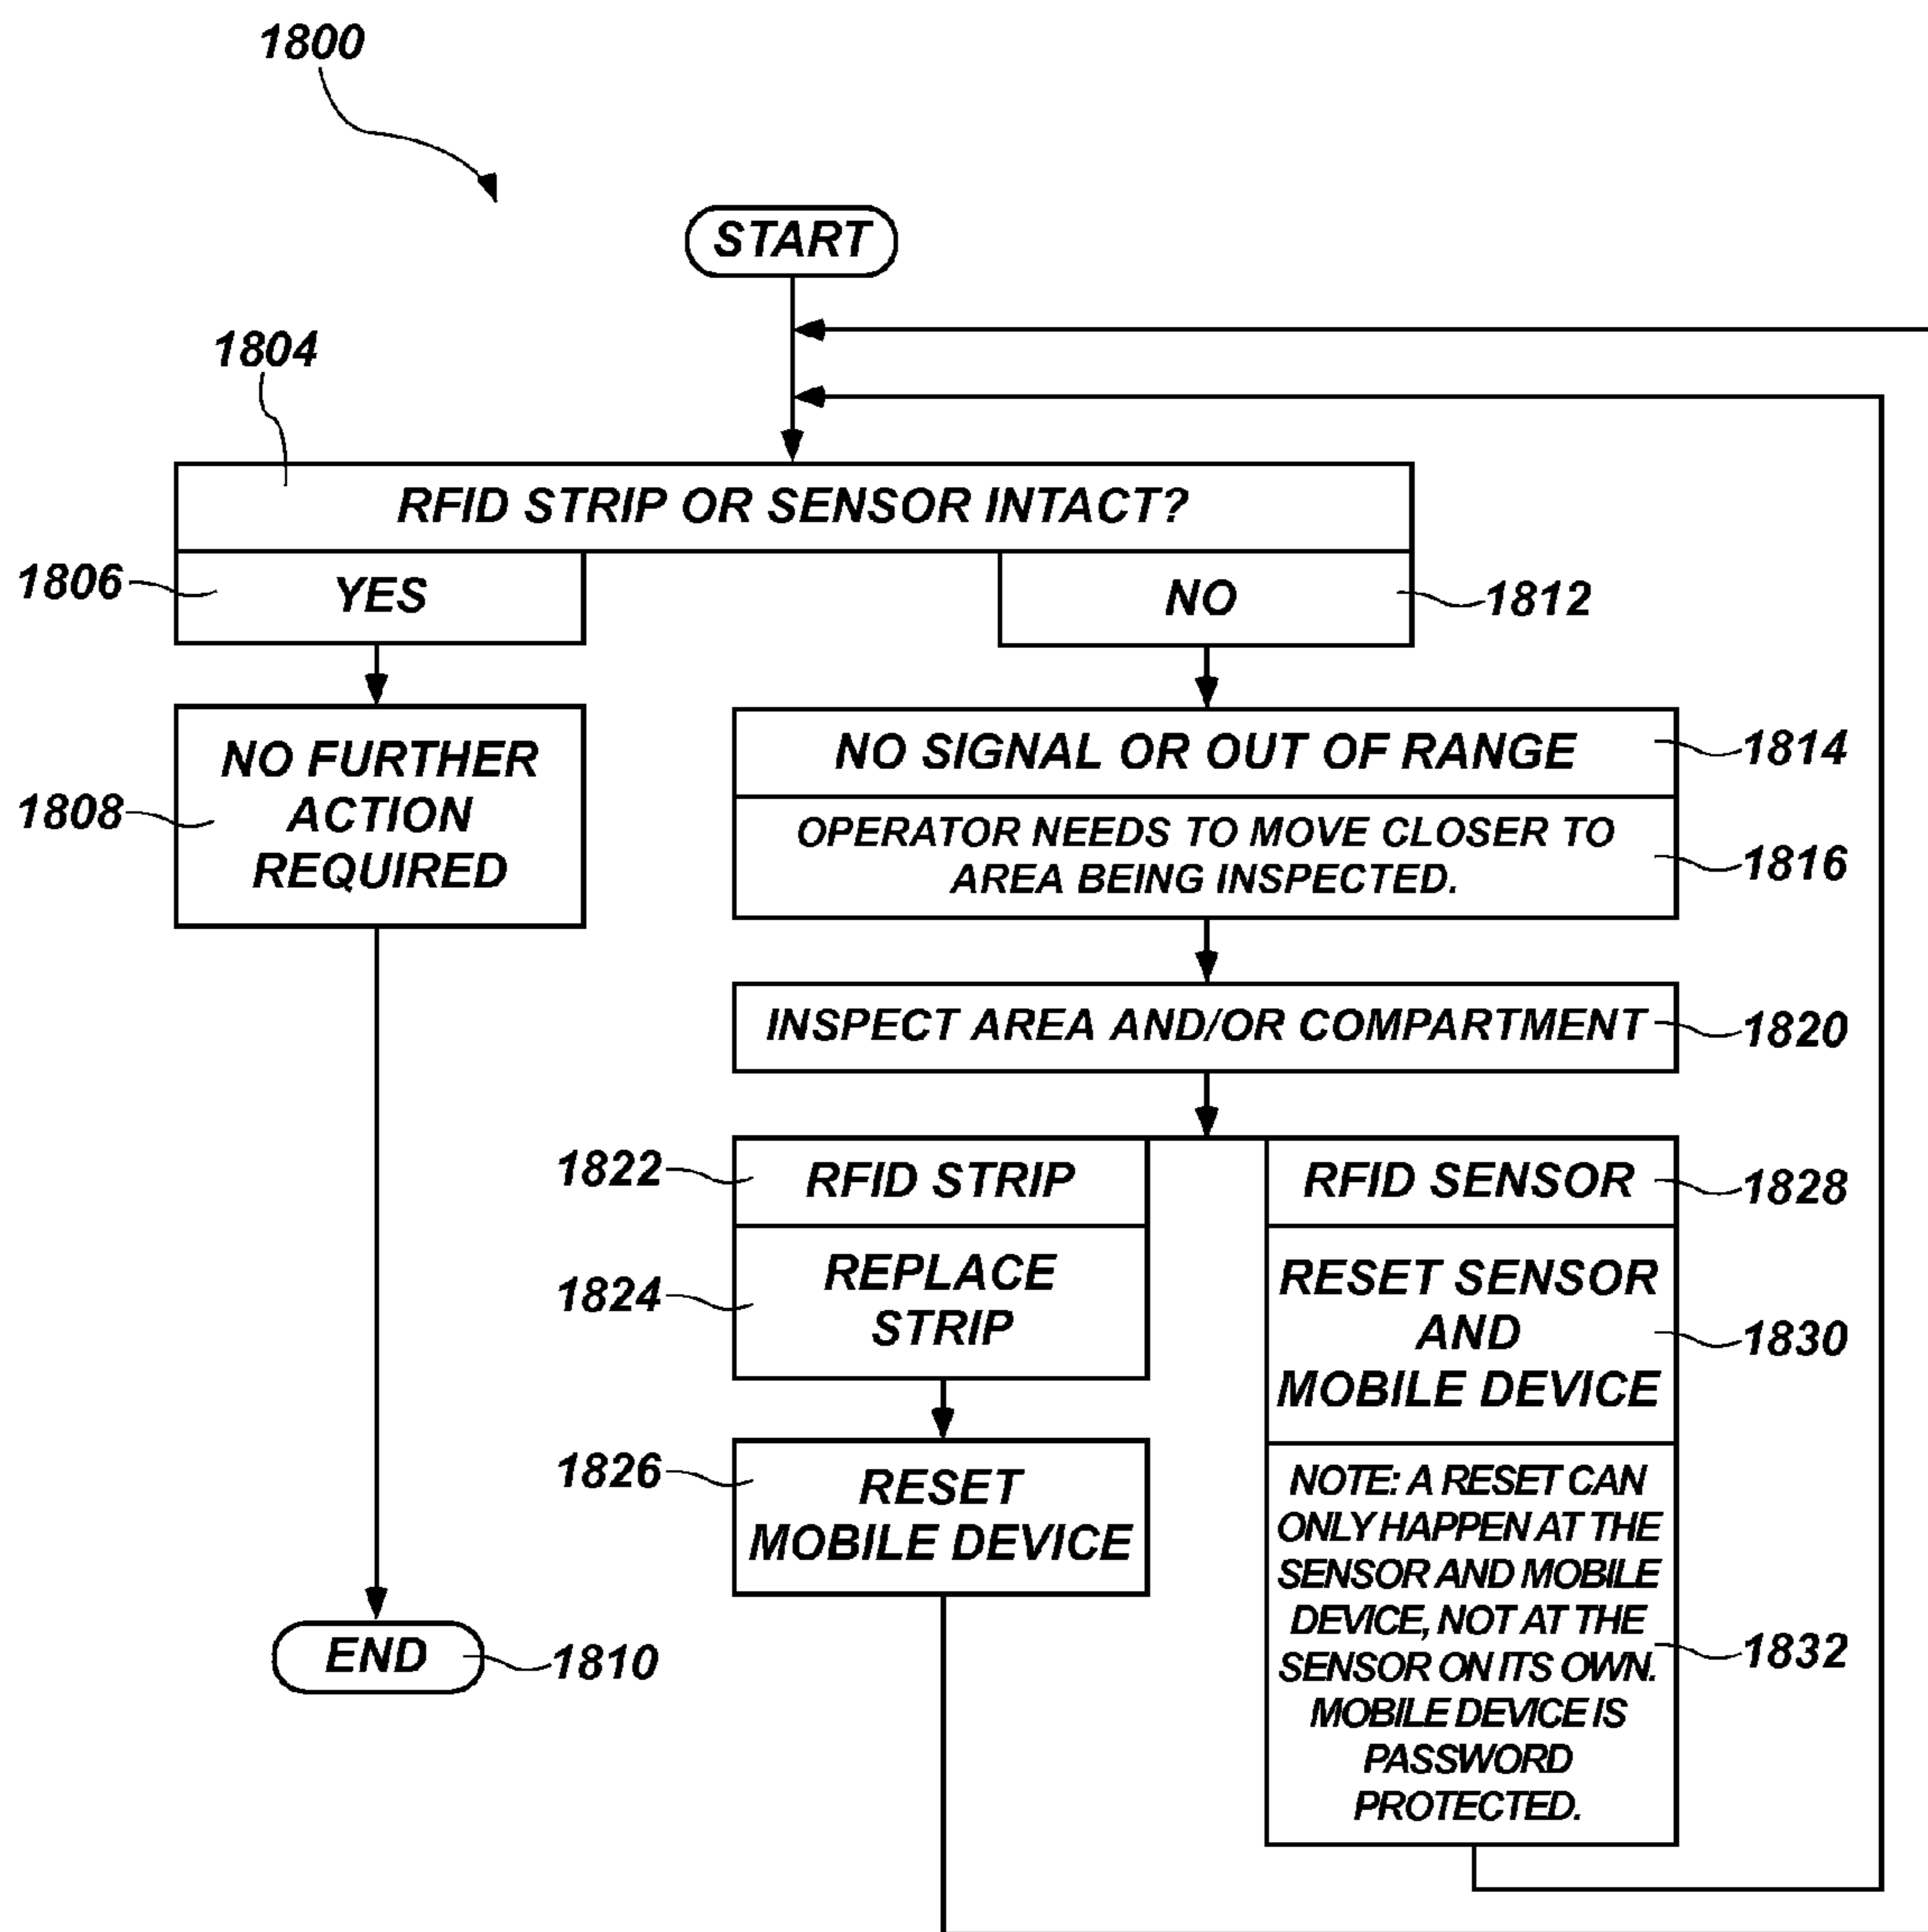 1800
START
1804
RFID STRIP OR SENSOR INTACT?
1806
YES
NO
1812
NO FURTHER
ACTION
REQUIRED
1808
NO SIGNAL OR OUT OF RANGE
1814
OPERATOR NEEDS TO MOVE CLOSER TO
AREA BEING INSPECTED.
1816
INSPECT AREA AND/OR COMPARTMENT
1820
1822
RFID STRIP
RFID SENSOR
1828
1824
REPLACE
STRIP
RESET SENSOR
AND
MOBILE DEVICE
1830
1826
RESET
MOBILE DEVICE
NOTE: A RESET CAN
ONLY HAPPEN AT THE
SENSOR AND MOBILE
DEVICE, NOT AT THE
SENSOR ON ITS OWN.
MOBILE DEVICE IS
PASSWORD
PROTECTED.
1832
END
1810